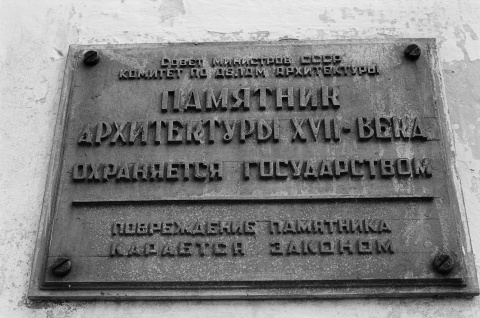 СОВЕТ МИНИСТРОВ СССР
КОМИТЕТ ПО ДЕЛАМ АРХИТЕКТУРЫ
ПАМЯТНИК
АРХИТЕКТУРЫ XVII-ВЕКА
ОХРАНЯЕТСЯ ГОСУДАРСТВОМ
ПОВРЕЖДЕНИЕ ПАМЯТНИКА
КАРАЕТСЯ ЗАКОНОМ